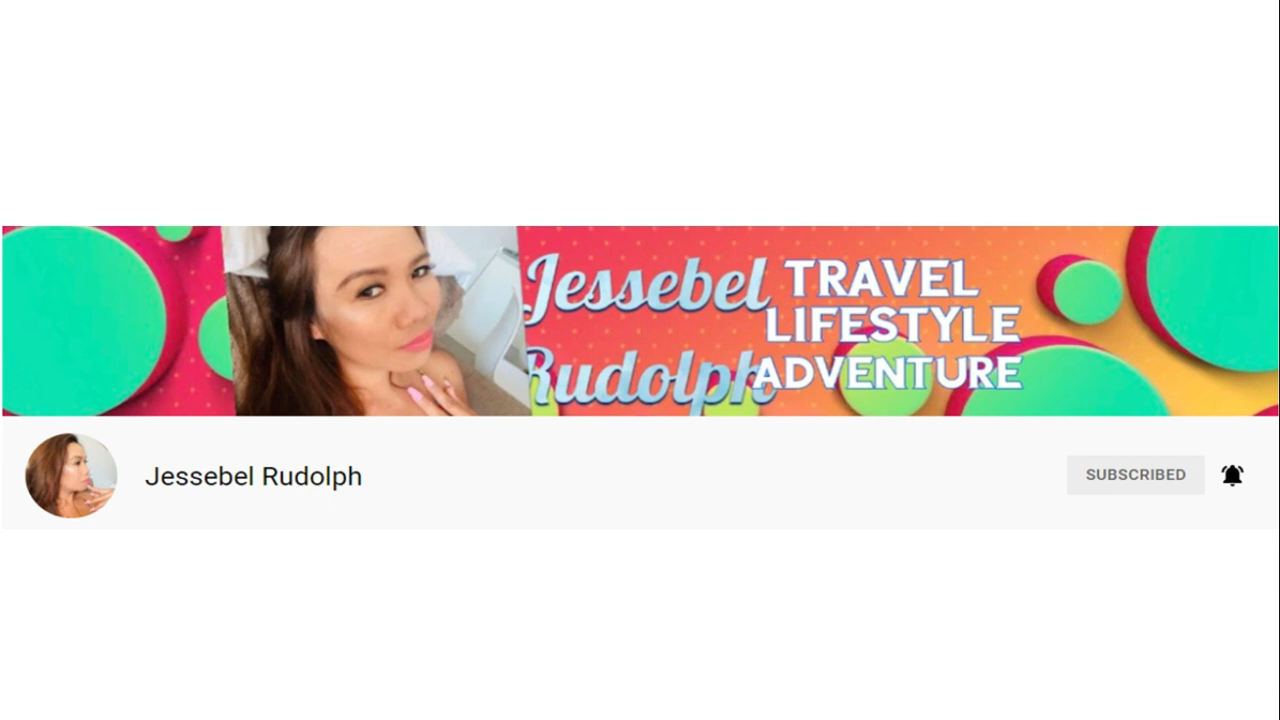 Jessebel
Rudolph
TRAVEL
LIFESTYLE
ADVENTURE
Jessebel Rudolph
SUBSCRIBED